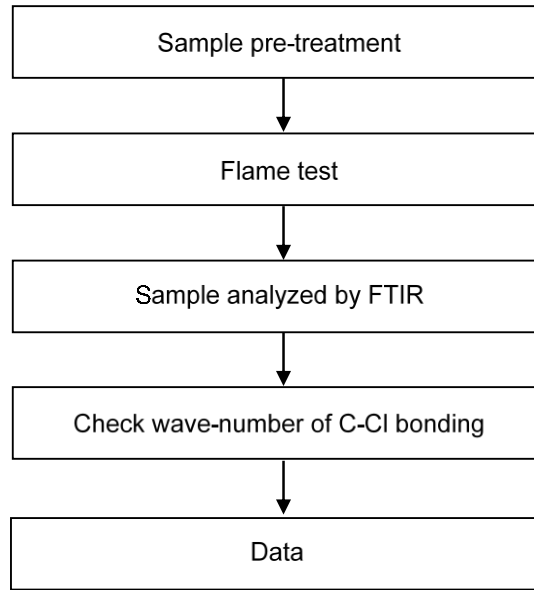 Sample pre-treatment
Flame test
Sample analyzed by FTIR
Check wave-number of C-Cl bonding
Data